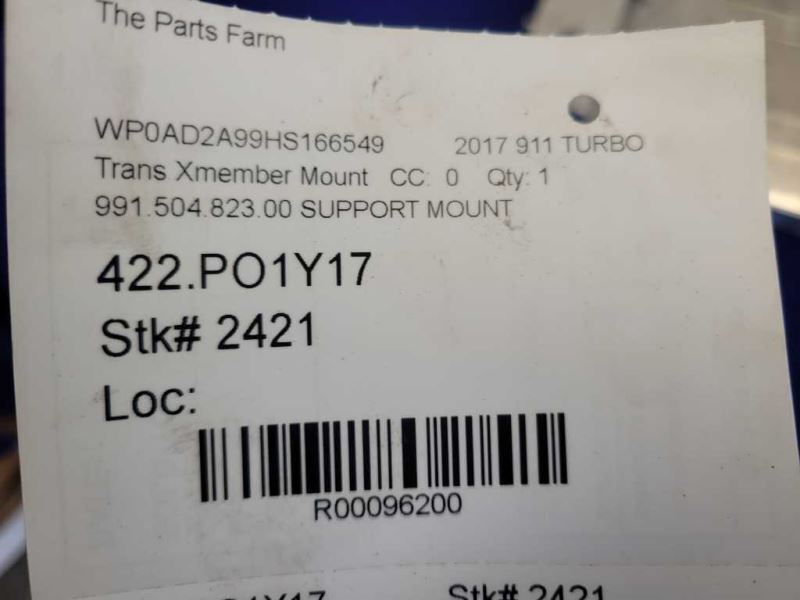 The Parts Farm
WP0AD2A99HS166549 2017 911 TURBO
Trans Xmember Mount CC: 0 Qty: 1
991.504.823.00 SUPPORT MOUNT
422.PO1Y17
Stk# 2421
Loc:
R00096200
PO1Y17 Stk# 2421